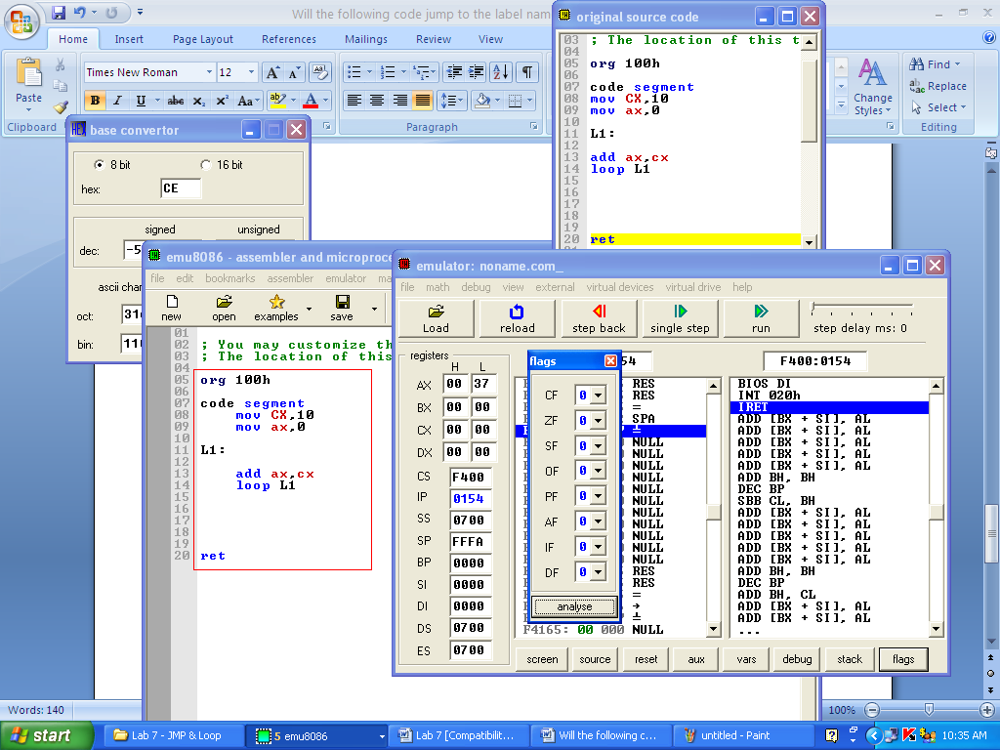 Will the following code jump to the label nam
Home Insert Page Layout References Mailings Review View
Paste
Times New Roman 12
B I U abc x₂ x² Aa
Clipboard
Paragraph
Change Styles
Find
Replace
Select
Editing
original source code
03 ; The location of this t
04
05 org 100h
06
07 code segment
08 mov CX,10
09 mov ax,0
10
11 L1:
12
13 add ax,cx
14 loop L1
15
16
17
18
19
20 ret
HEX base convertor
8 bit 16 bit
hex: CE
signed unsigned
dec: -5
ascii char
oct: 316
bin: 110
emu8086 - assembler and microproce
file edit bookmarks assembler emulator ma
new open examples save
01
02 ; You may customize th
03 ; The location of this
04
05 org 100h
06
07 code segment
08 mov CX,10
09 mov ax,0
10
11 L1:
12
13 add ax,cx
14 loop L1
15
16
17
18
19
20 ret
emulator: noname.com_
file math debug view external virtual devices virtual drive help
Load reload step back single step run step delay ms: 0
registers
H L
AX 00 37
BX 00 00
CX 00 00
DX 00 00
CS F400
IP 0154
SS 0700
SP FFFA
BP 0000
SI 0000
DI 0000
DS 0700
ES 0700
54
RES
RES
=
SPA
NULL
NULL
NULL
NULL
NULL
NULL
NULL
NULL
NULL
NULL
NULL
RES
RES
=
F4165: 00 000 NULL
flags
CF 0
ZF 0
SF 0
OF 0
PF 0
AF 0
IF 0
DF 0
analyse
F400:0154
BIOS DI
INT 020h
IRET
ADD [BX + SI], AL
ADD [BX + SI], AL
ADD [BX + SI], AL
ADD [BX + SI], AL
ADD [BX + SI], AL
ADD BH, BH
DEC BP
SBB CL, BH
ADD [BX + SI], AL
ADD [BX + SI], AL
ADD [BX + SI], AL
ADD [BX + SI], AL
ADD [BX + SI], AL
ADD BH, BH
DEC BP
ADD BH, CL
ADD [BX + SI], AL
ADD [BX + SI], AL
...
screen source reset aux vars debug stack flags
Words: 140
100%
start
Lab 7 - JMP & Loop
5 emu8086
Lab 7 [Compatibilit...
Will the following c...
untitled - Paint
10:35 AM